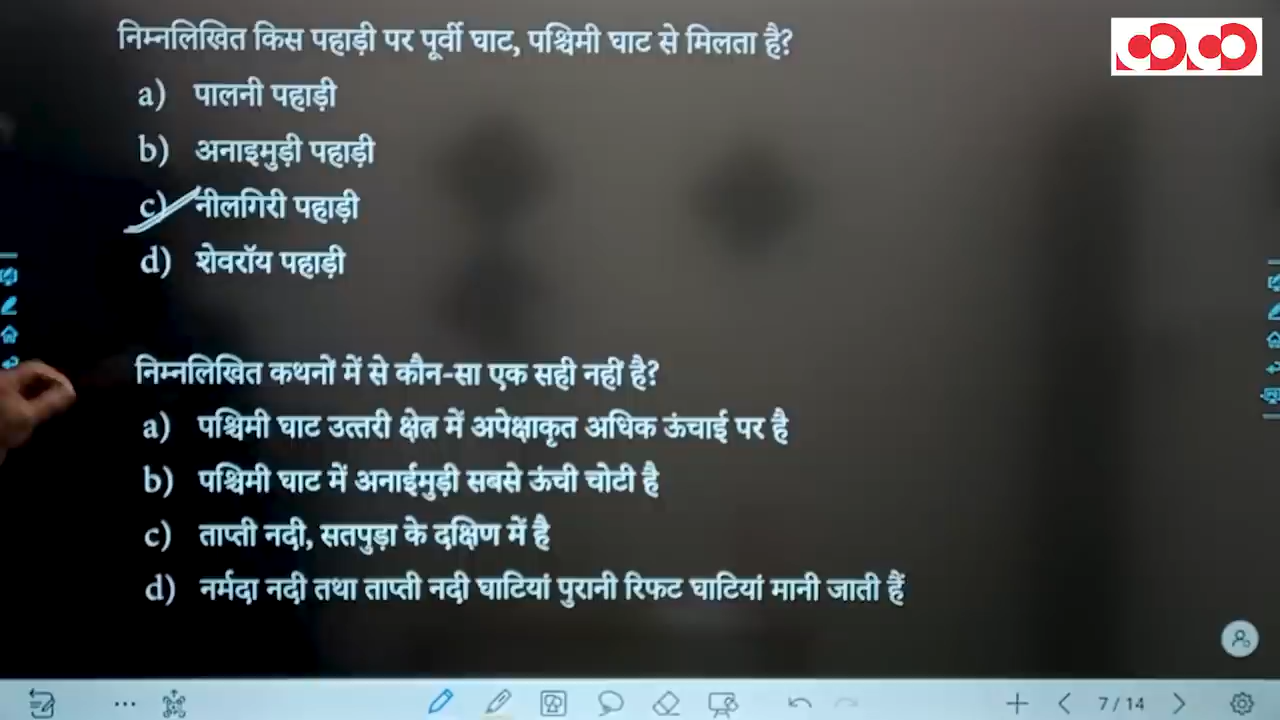 निम्नलिखित किस पहाड़ी पर पूर्वी घाट, पश्चिमी घाट से मिलता है?
a) पालनी पहाड़ी
b) अनाइमुड़ी पहाड़ी
c) नीलगिरी पहाड़ी
d) शेवरॉय पहाड़ी
निम्नलिखित कथनों में से कौन-सा एक सही नहीं है?
a) पश्चिमी घाट उत्तरी क्षेत्र में अपेक्षाकृत अधिक ऊंचाई पर है
b) पश्चिमी घाट में अनाईमुड़ी सबसे ऊंची चोटी है
c) ताप्ती नदी, सतपुड़ा के दक्षिण में है
d) नर्मदा नदी तथा ताप्ती नदी घाटियां पुरानी रिफट घाटियां मानी जाती हैं
7 / 14